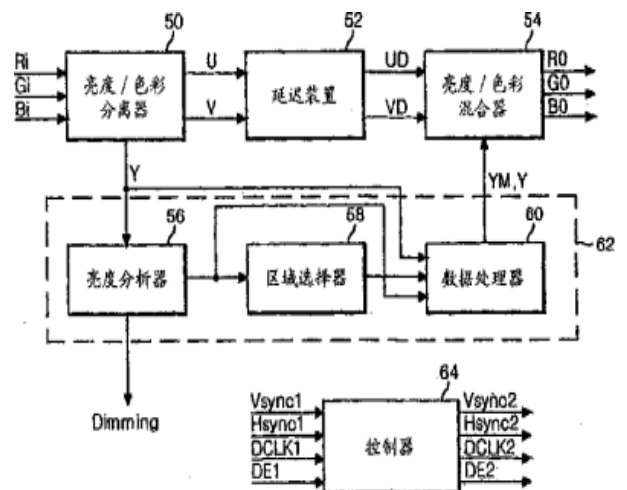 50
52
54
Ri
Gi
Bi
亮度/色彩
分离器
U
V
延迟装置
UD
VD
亮度/色彩
混合器
R0
G0
B0
Y
YM,Y
56
58
60
62
亮度分析器
区域选择器
数据处理器
Dimming
64
Vsync1
Hsync1
DCLK1
DE1
控制器
Vsync2
Hsync2
DCLK2
DE2